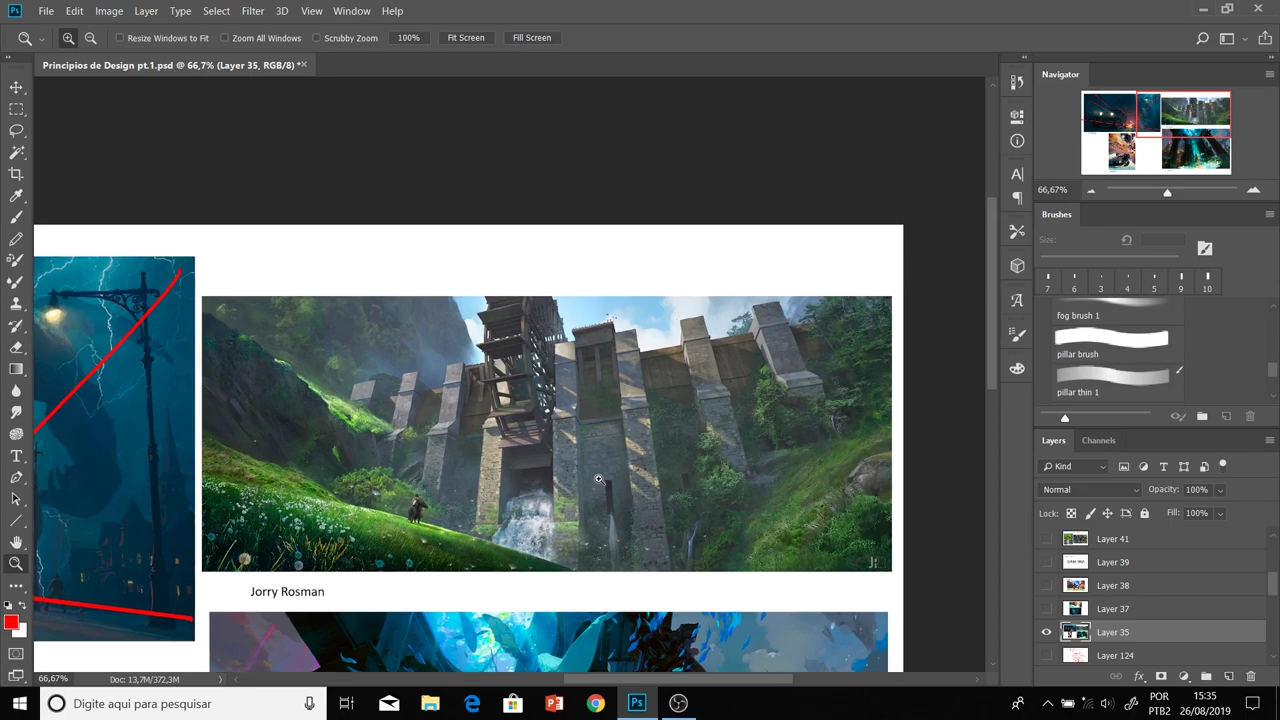 Ps File Edit Image Layer Type Select Filter 3D View Window Help
Resize Windows to Fit Zoom All Windows Scrubby Zoom 100% Fit Screen Fill Screen
Principios de Design pt.1.psd @ 66,7% (Layer 35, RGB/8) *
Navigator
66,67%
Brushes
Size:
7 6 3 4 5 9 10
fog brush 1
pillar brush
pillar thin 1
Layers Channels
Kind
Normal Opacity: 100%
Lock: Fill: 100%
Layer 41
Layer 39
Layer 38
Layer 37
Layer 35
Layer 124
Jorry Rosman
66,67% Doc: 13,7M/372,3M
Digite aqui para pesquisar
POR
PTB2
15:35
26/08/2019